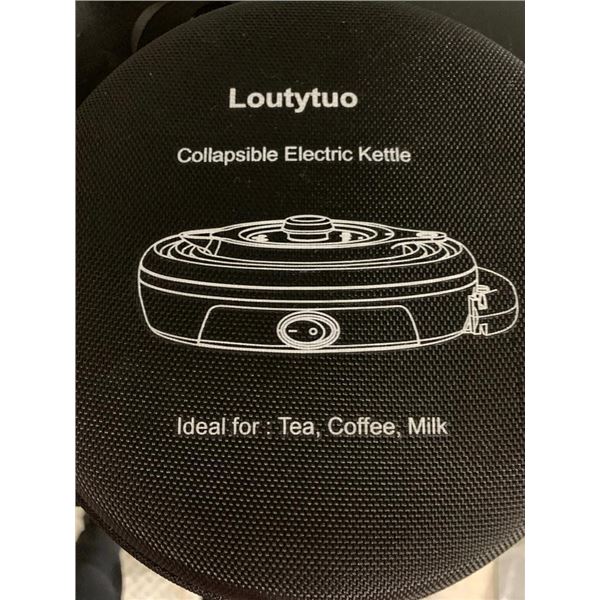 Loutytuo
Collapsible Electric Kettle
Ideal for : Tea, Coffee, Milk